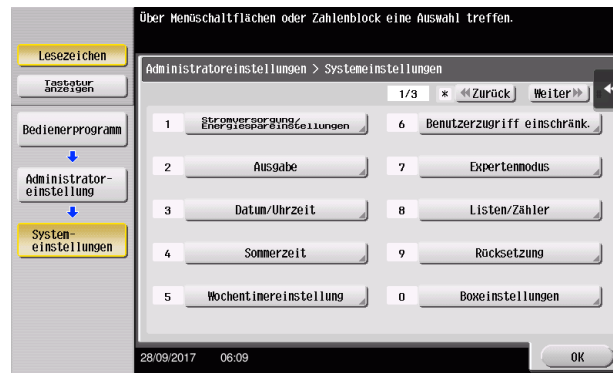 Über Menüschaltflächen oder Zahlenblock eine Auswahl treffen.
Lesezeichen
Tastatur
anzeigen
Bedienerprogramm
Administrator-
einstellung
System-
einstellungen
Administratoreinstellungen > Systemeinstellungen
1/3 * Zurück Weiter
1 Stromversorgung/
Energiespareinstellungen
6 Benutzerzugriff einschränk.
2 Ausgabe
7 Expertenmodus
3 Datum/Uhrzeit
8 Listen/Zähler
4 Sommerzeit
9 Rücksetzung
5 Wochentimereinstellung
0 Boxeinstellungen
28/09/2017 06:09
OK